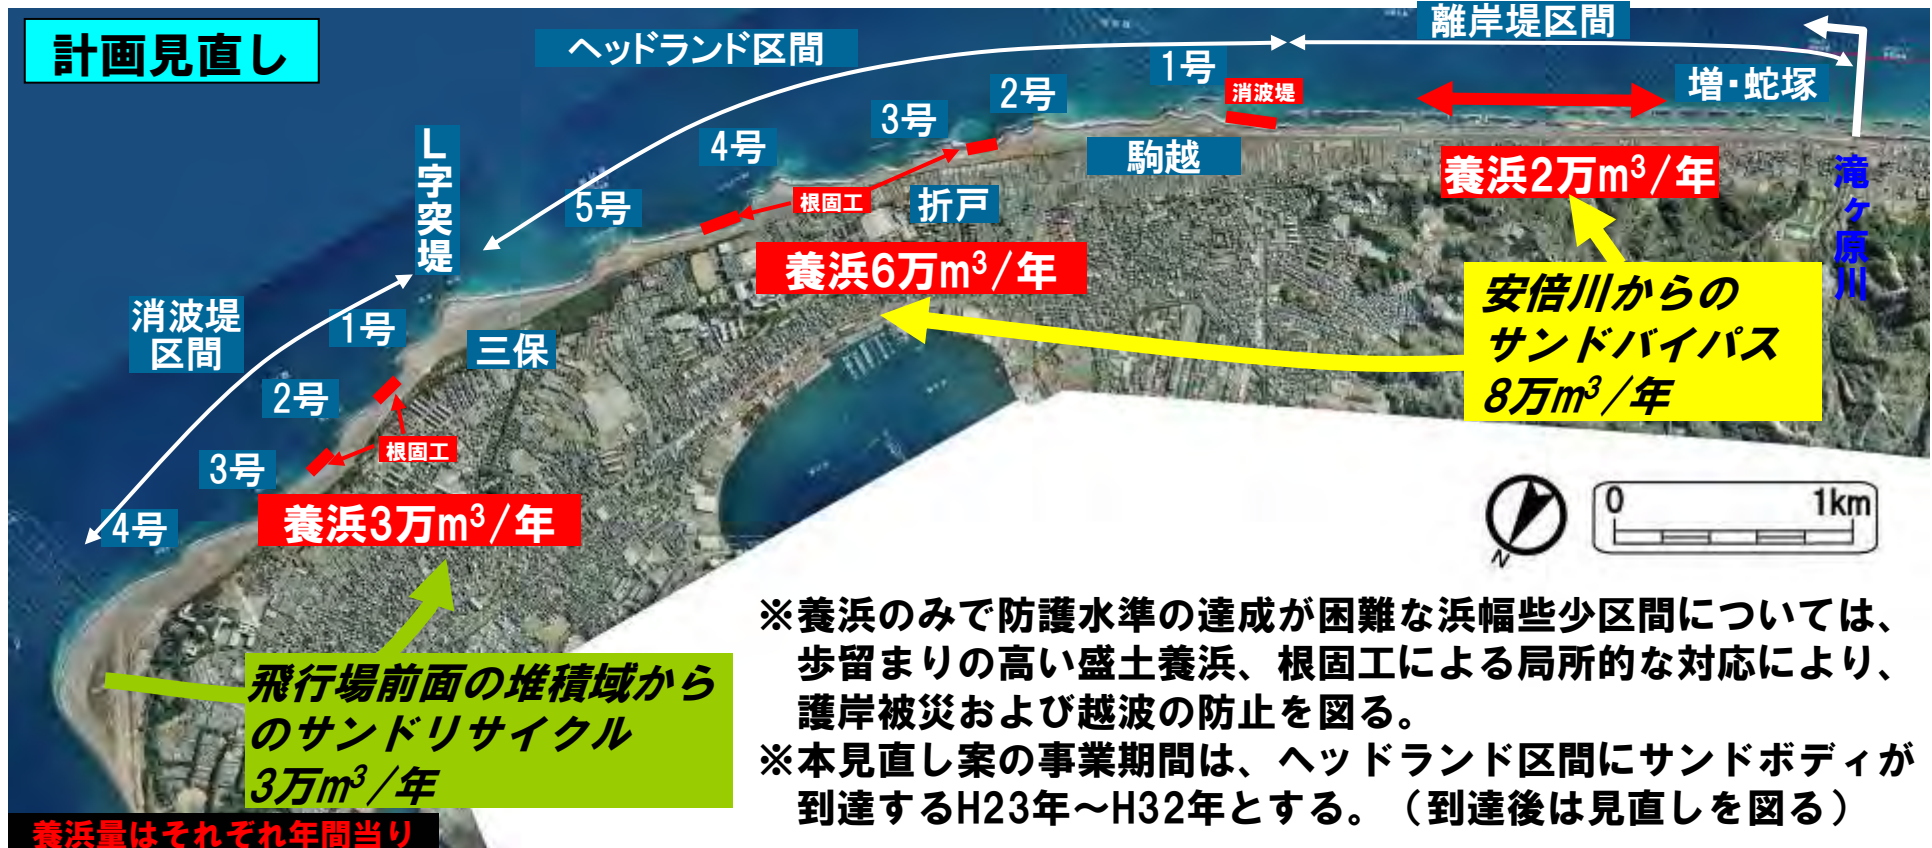 計画見直し
ヘッドランド区間
離岸堤区間
1号
消波堤
増・蛇塚
2号
3号
4号
5号
L字突堤
根固工
折戸
駒越
養浜2万m³/年
滝ヶ原川
養浜6万m³/年
安倍川からの
サンドバイパス
8万m³/年
消波堤
区間
1号
三保
2号
根固工
3号
4号
養浜3万m³/年
0 1km
N
飛行場前面の堆積域から
のサンドリサイクル
3万m³/年
※養浜のみで防護水準の達成が困難な浜幅些少区間については、
歩留まりの高い盛土養浜、根固工による局所的な対応により、
護岸被災および越波の防止を図る。
※本見直し案の事業期間は、ヘッドランド区間にサンドボディが
到達するH23年～H32年とする。（到達後は見直しを図る）
養浜量はそれぞれ年間当り